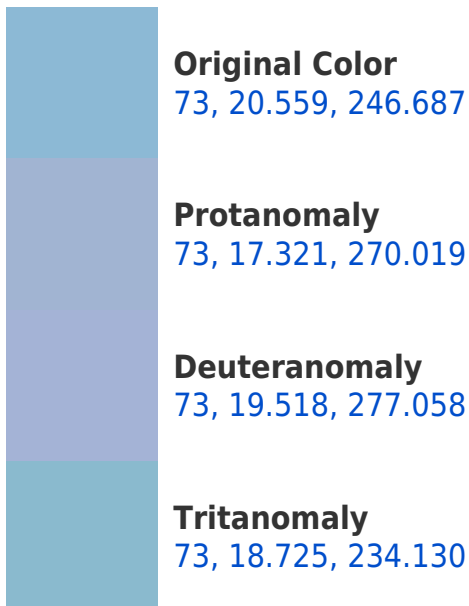 Original Color
73, 20.559, 246.687
Protanomaly
73, 17.321, 270.019
Deuteranomaly
73, 19.518, 277.058
Tritanomaly
73, 18.725, 234.130